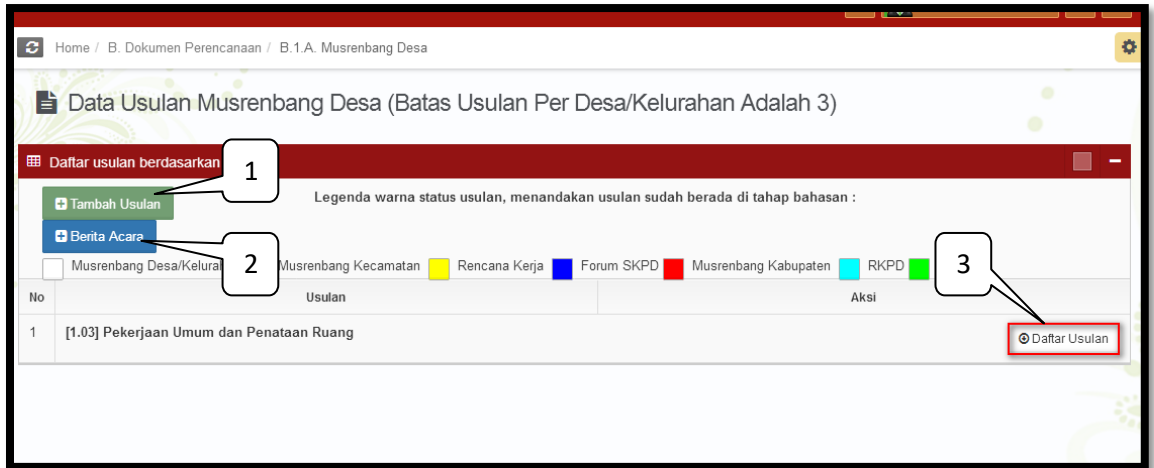 Home / B. Dokumen Perencanaan / B.1.A. Musrenbang Desa
Data Usulan Musrenbang Desa (Batas Usulan Per Desa/Kelurahan Adalah 3)
Daftar usulan berdasarkan
1
Tambah Usulan
Legenda warna status usulan, menandakan usulan sudah berada di tahap bahasan :
Berita Acara
2
3
Musrenbang Desa/Kelurah Musrenbang Kecamatan Rencana Kerja Forum SKPD Musrenbang Kabupaten RKPD
No Usulan Aksi
1 [1.03] Pekerjaan Umum dan Penataan Ruang
Daftar Usulan